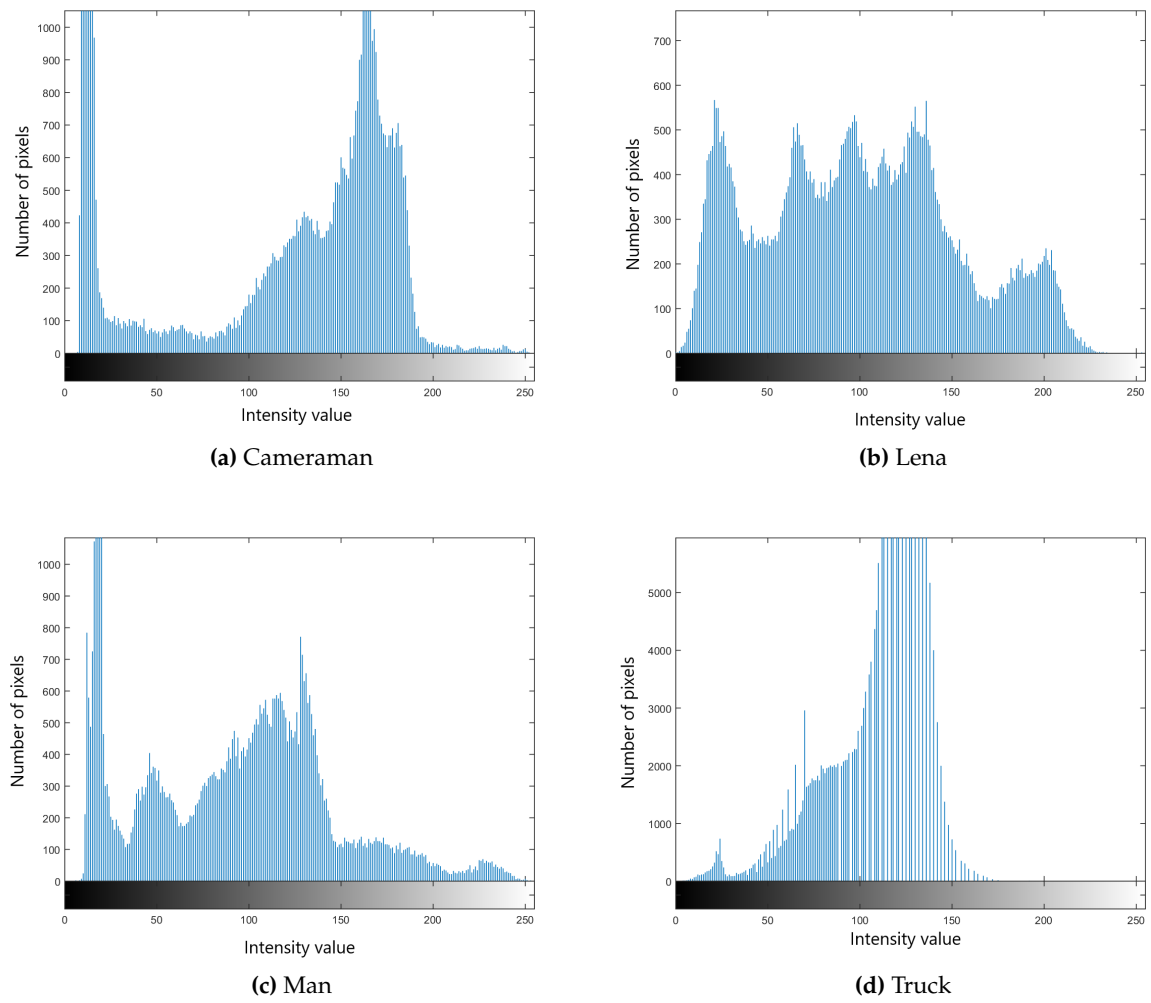 1000
900
800
700
600
500
400
300
200
100
0
Number of pixels
0 50 100 150 200 250
Intensity value
(a) Cameraman
700
600
500
400
300
200
100
0
Number of pixels
0 50 100 150 200 250
Intensity value
(b) Lena
1000
900
800
700
600
500
400
300
200
100
0
Number of pixels
0 50 100 150 200 250
Intensity value
(c) Man
5000
4000
3000
2000
1000
0
Number of pixels
0 50 100 150 200 250
Intensity value
(d) Truck